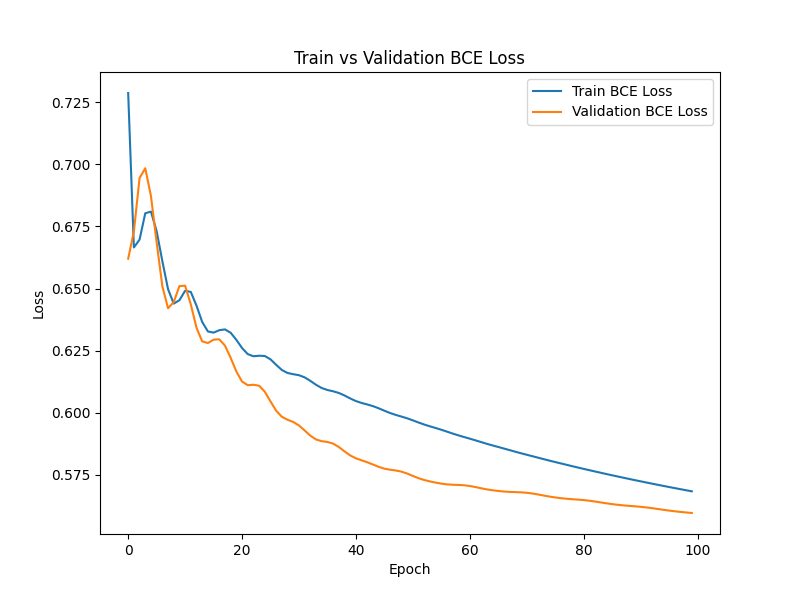 Train vs Validation BCE Loss
Train BCE Loss
Validation BCE Loss
0.725
0.700
0.675
0.650
0.625
0.600
0.575
Loss
0
20
40
60
80
100
Epoch